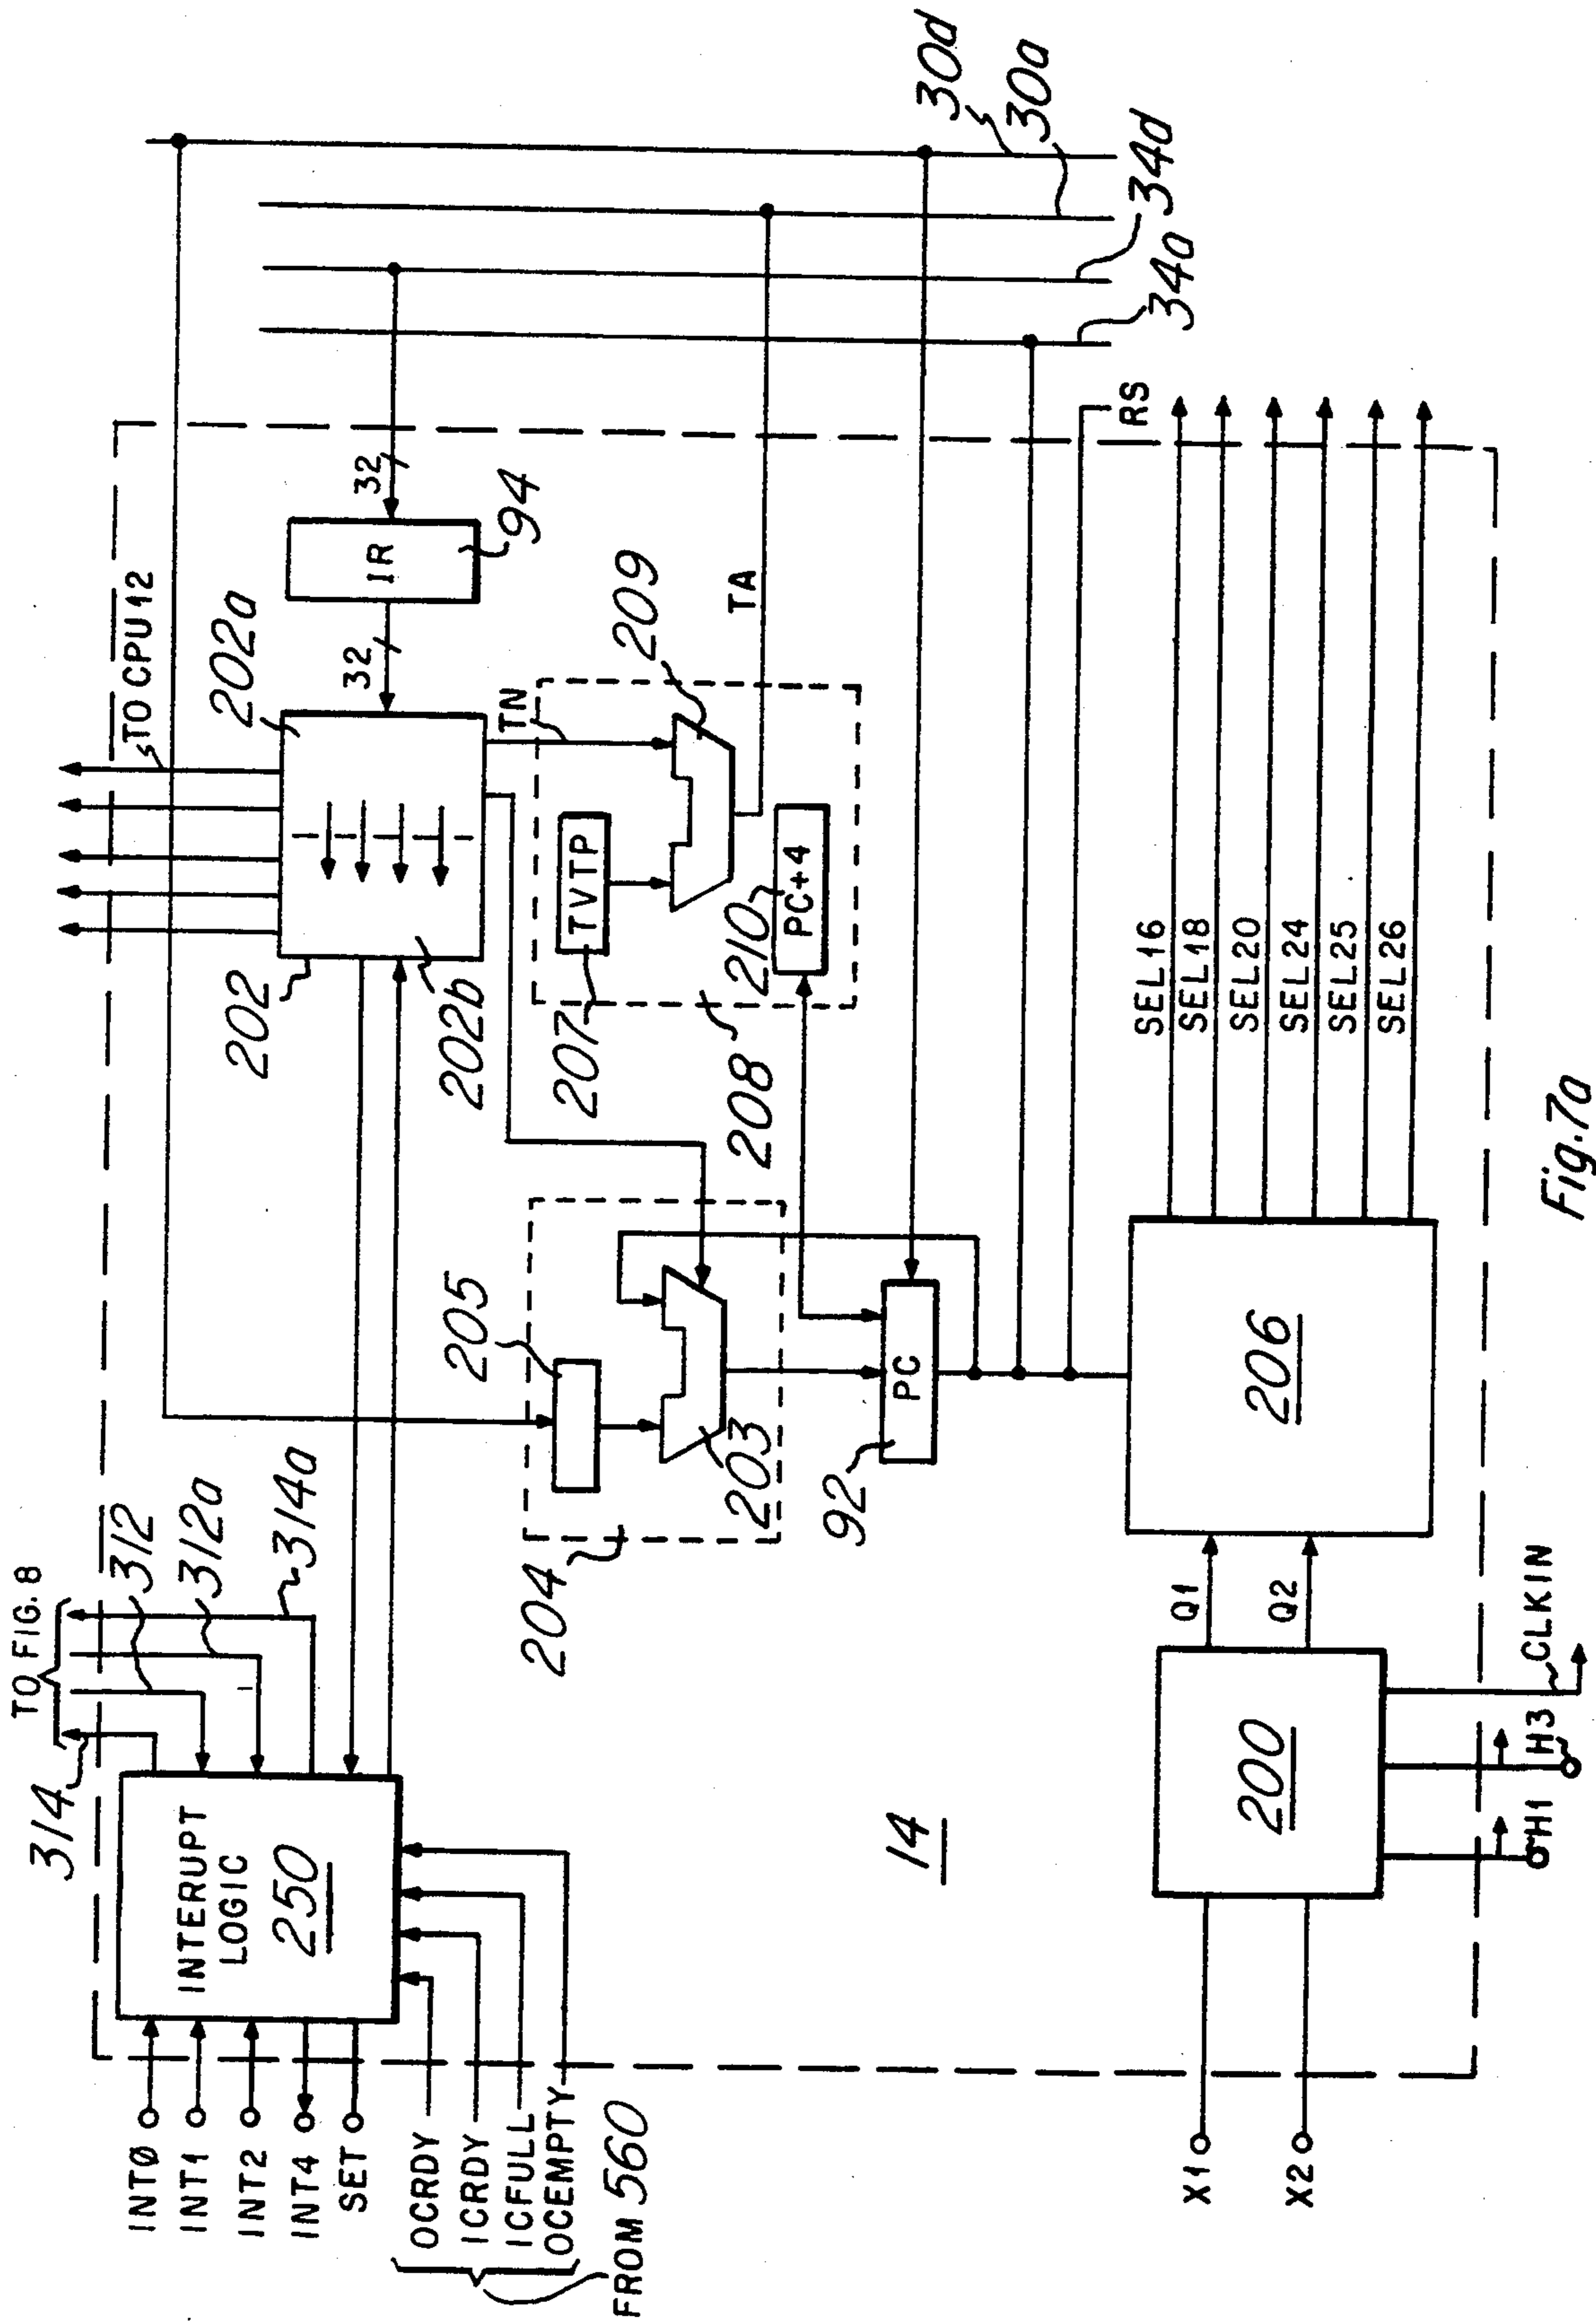 TO FIG. 8
314
312
312a
314a
INTERUPT
LOGIC
250
INTØ
INT1
INT2
INT4
SET
OCRDY
ICRDY
ICFULL
OCEMPTY
FROM 560
TO CPU 12
202
202a
202b
32
IR
94
32
TN
TVTP
207
209
TA
PC+4
210
208
205
203
204
PC
92
30d
30a
34d
34a
RS
14
X1
X2
200
Q1
Q2
H1
H3
CLKIN
206
SEL16
SEL18
SEL20
SEL24
SEL25
SEL26
Fig. 7a